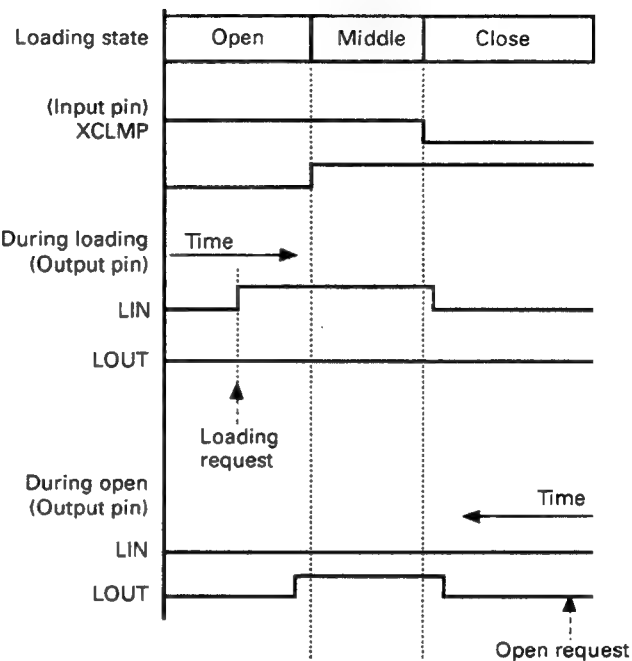 Loading state
Open
Middle
Close
(Input pin)
XCLMP
During loading
(Output pin)
Time
LIN
LOUT
Loading
request
During open
(Output pin)
Time
LIN
LOUT
Open request